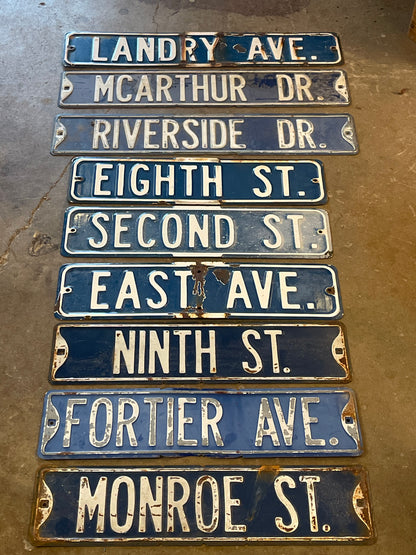 LANDRY AVE.
MCARTHUR DR.
RIVERSIDE DR.
EIGHTH ST.
SECOND ST.
EAST AVE.
NINTH ST.
FORTIER AVE.
MONROE ST.